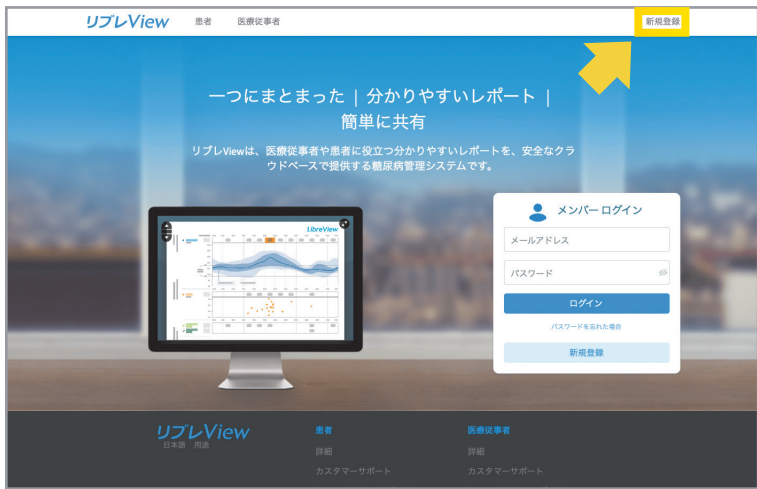 リブレView
患者
医療従事者
新規登録
一つにまとまった | 分かりやすいレポート |
簡単に共有
リブレViewは、医療従事者や患者に役立つ分かりやすいレポートを、安全なクラ
ウドベースで提供する糖尿病管理システムです。
LibreView
メンバー ログイン
メールアドレス
パスワード
ログイン
パスワードを忘れた場合
新規登録
リブレView
日本語 用途
患者
詳細
カスタマーサポート
医療従事者
詳細
カスタマーサポート